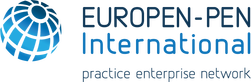 EUROPEN-PEN
International
practice enterprise network